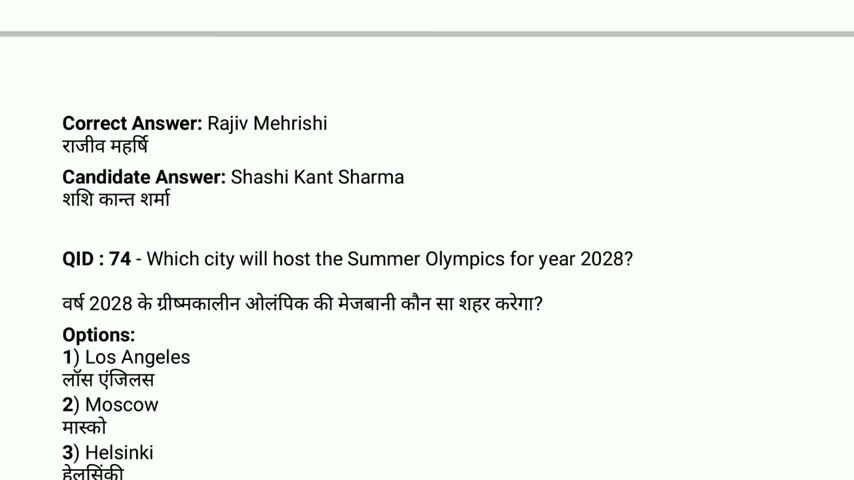 Correct Answer: Rajiv Mehrishi
राजीव महर्षि
Candidate Answer: Shashi Kant Sharma
शशि कान्त शर्मा
QID : 74 - Which city will host the Summer Olympics for year 2028?
वर्ष 2028 के ग्रीष्मकालीन ओलंपिक की मेजबानी कौन सा शहर करेगा?
Options:
1) Los Angeles
लॉस एंजिलस
2) Moscow
मास्को
3) Helsinki
हेलसिंकी